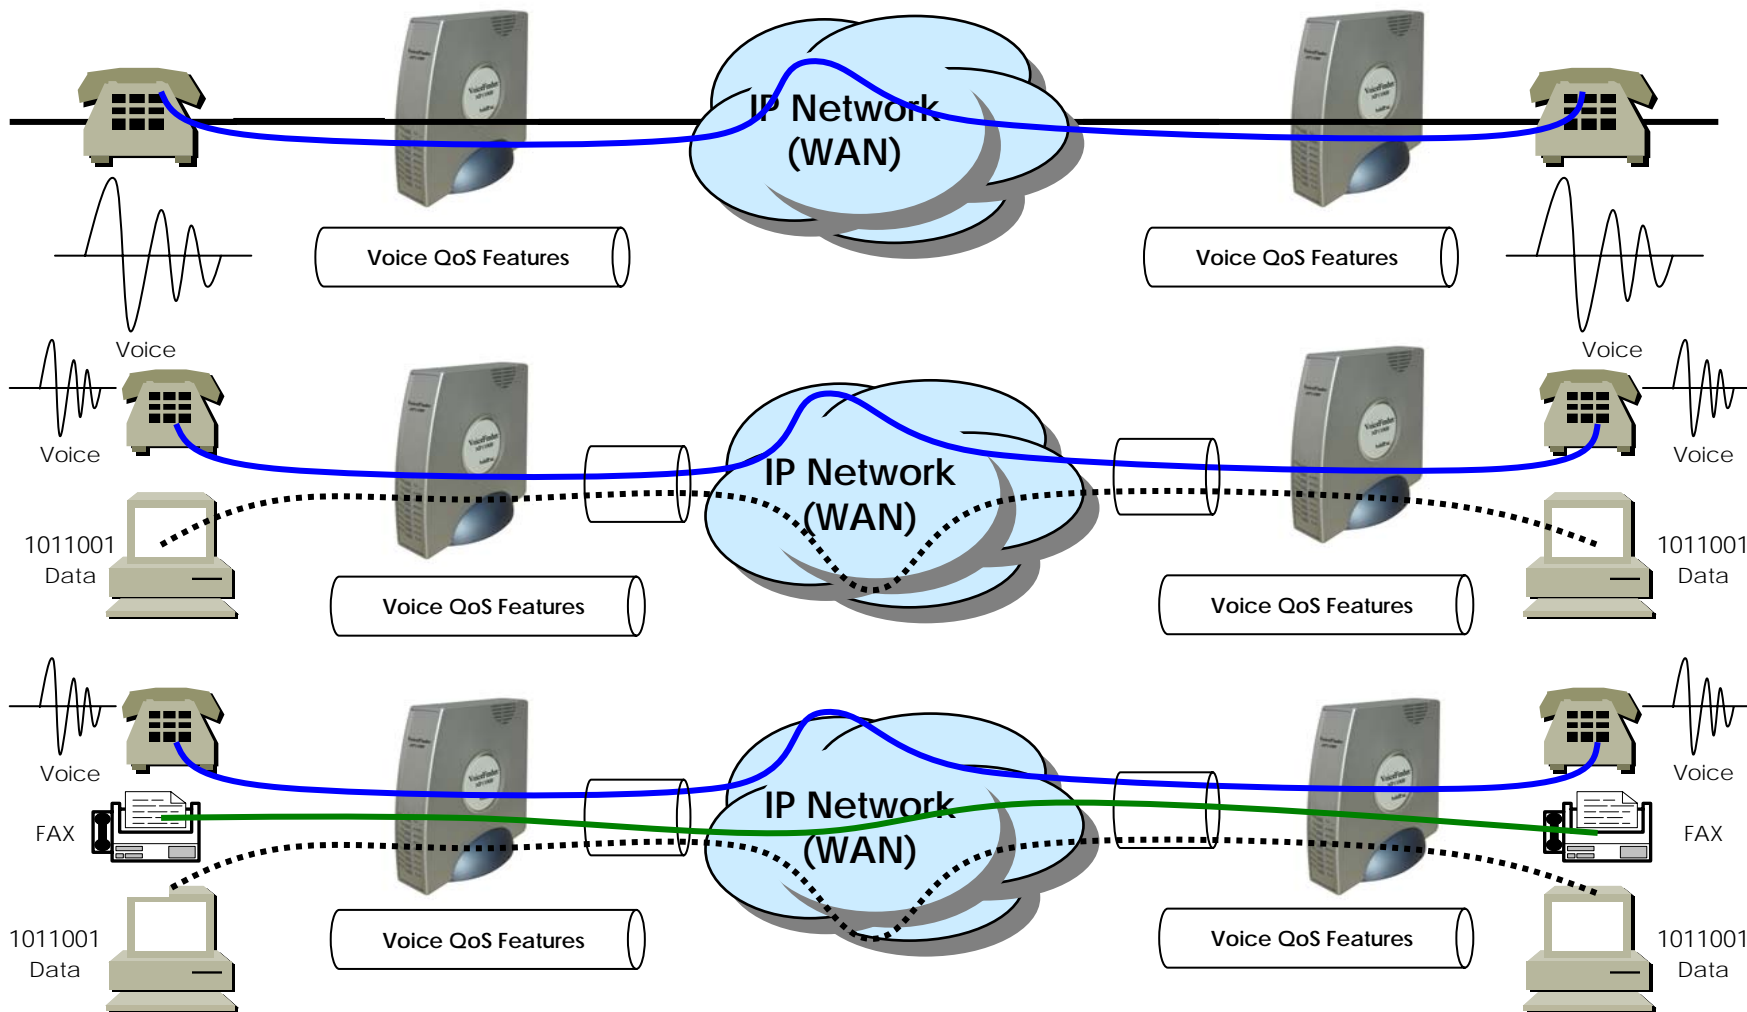 IP Network
(WAN)
Voice QoS Features
Voice QoS Features
Voice
Voice
Voice
Voice
IP Network
(WAN)
1011001
Data
1011001
Data
Voice QoS Features
Voice QoS Features
Voice
Voice
IP Network
(WAN)
FAX
FAX
1011001
Data
1011001
Data
Voice QoS Features
Voice QoS Features